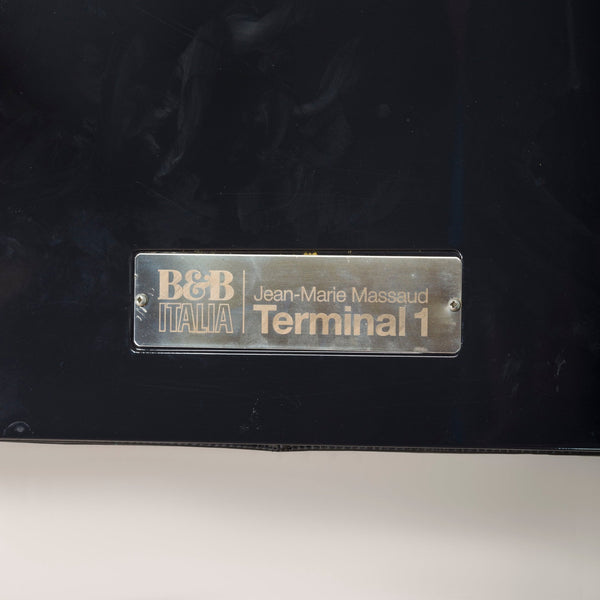 B&B
ITALIA
Jean-Marie Massaud
Terminal 1